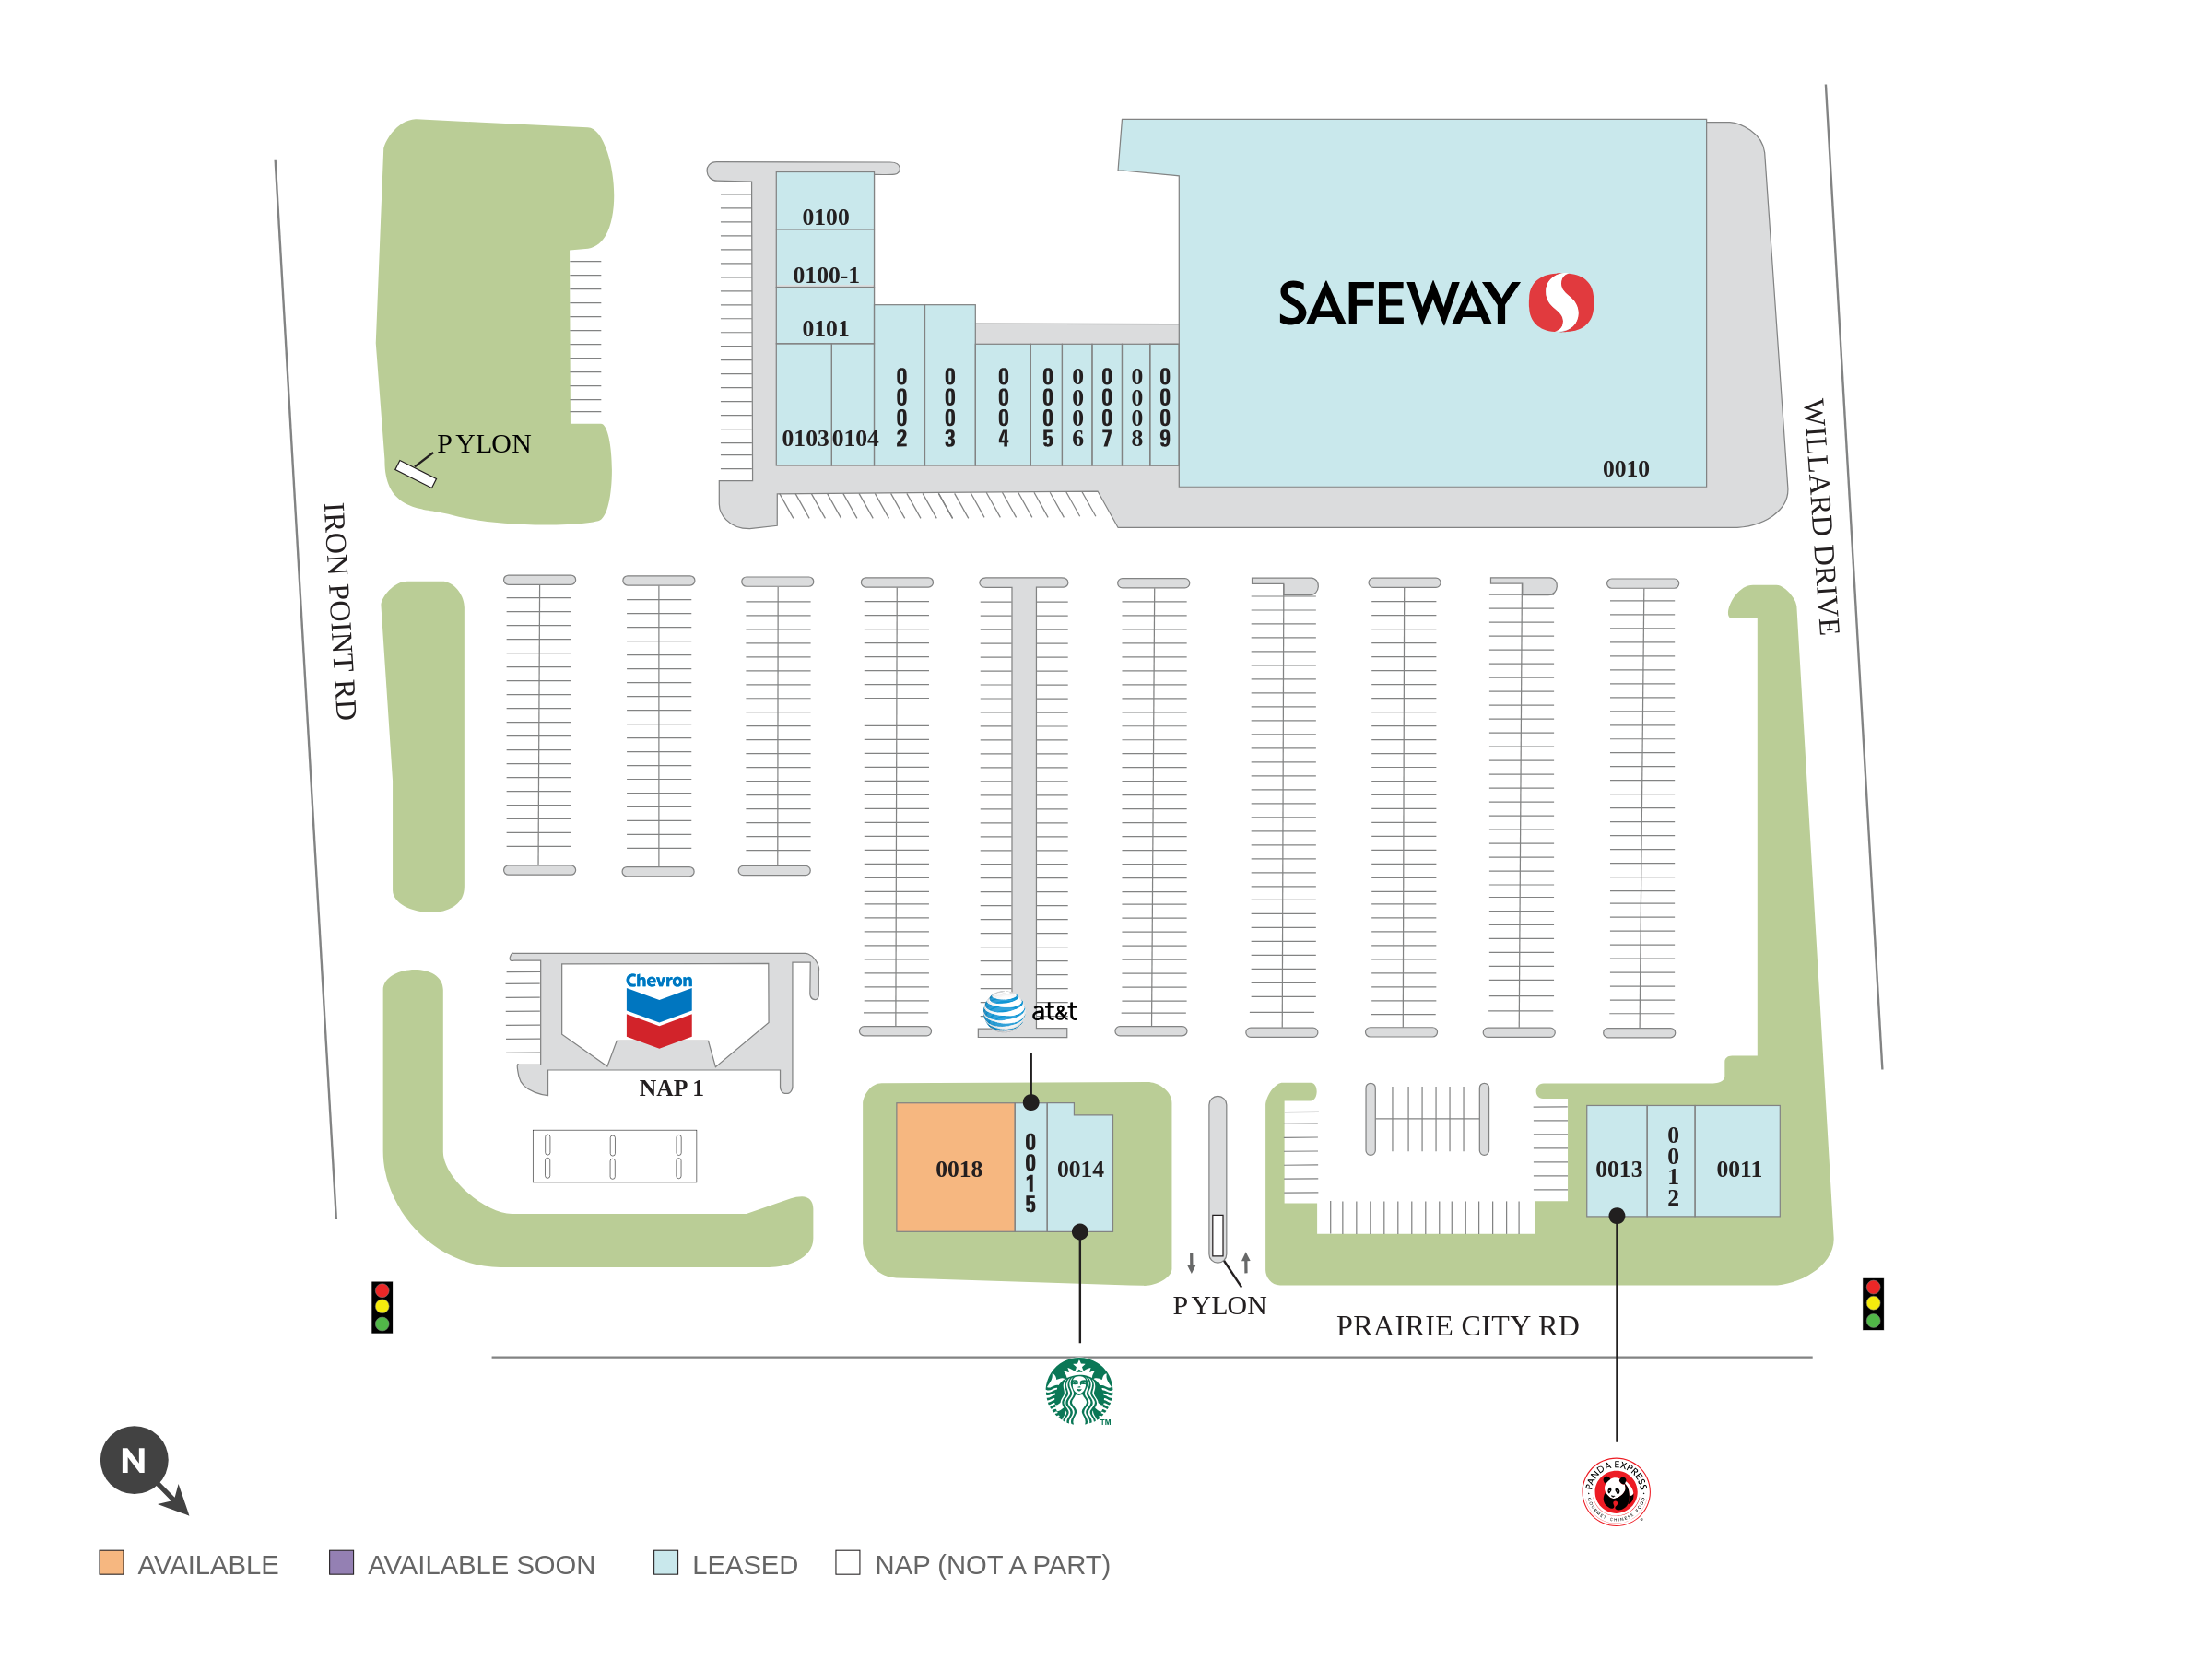 0100
0100-1
0101
0103
0104
0002
0003
0004
0005
0006
0007
0008
0009
SAFEWAY
0010
PYLON
IRON POINT RD
WILLARD DRIVE
Chevron
NAP 1
at&t
0018
0015
0014
0013
0012
0011
PYLON
PRAIRIE CITY RD
TM
PANDA EXPRESS
GOURMET CHINESE FOOD
®
N
AVAILABLE
AVAILABLE SOON
LEASED
NAP (NOT A PART)